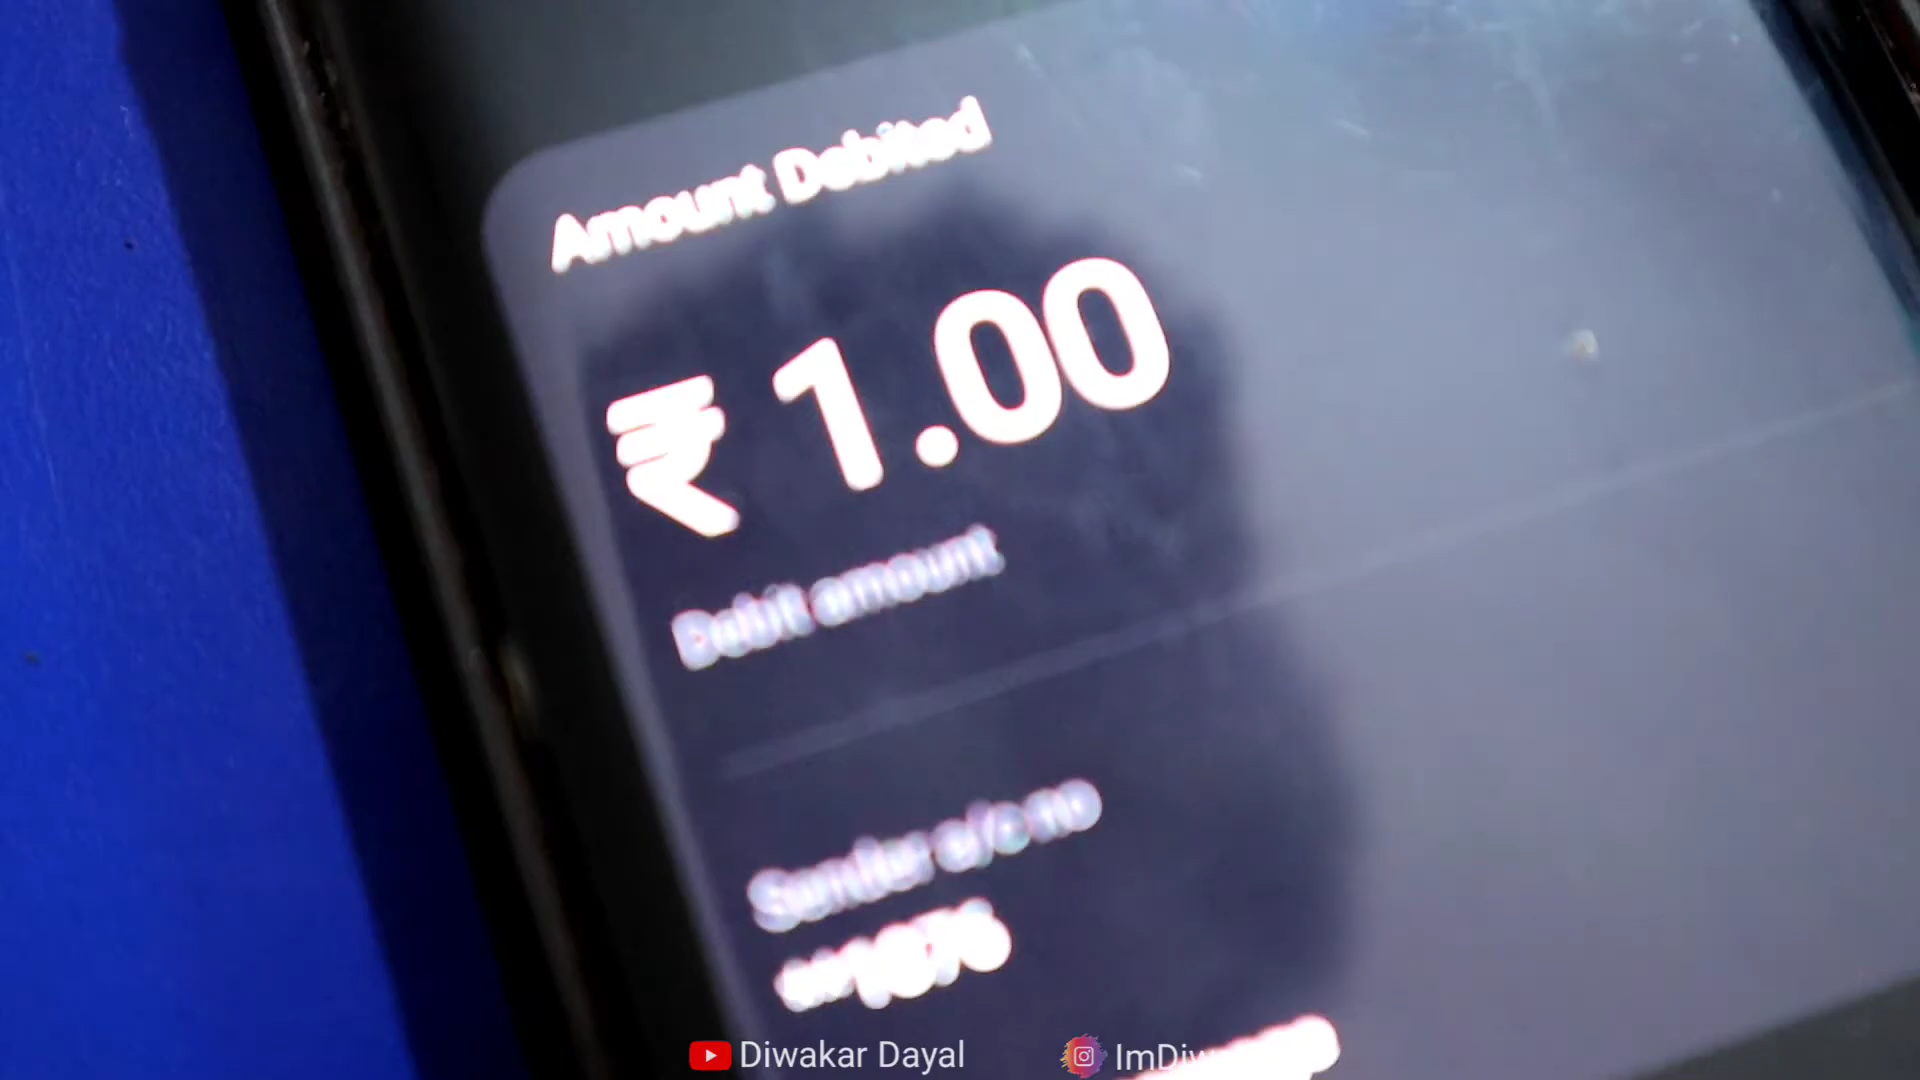 Amount Debited
₹ 1.00
Debit amount
Sender a/c no
Diwakar Dayal